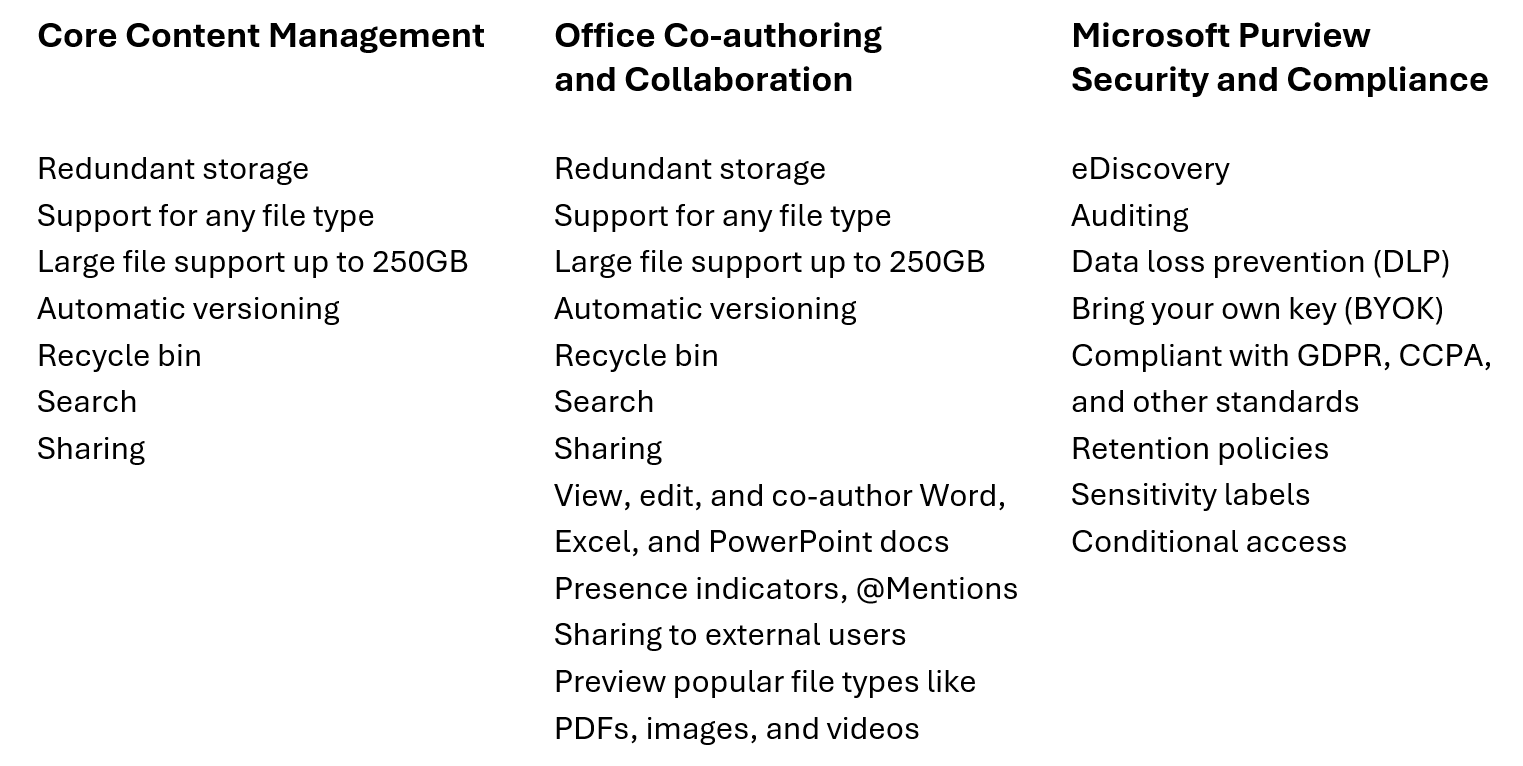 Core Content Management
Redundant storage
Support for any file type
Large file support up to 250GB
Automatic versioning
Recycle bin
Search
Sharing
Office Co-authoring
and Collaboration
Redundant storage
Support for any file type
Large file support up to 250GB
Automatic versioning
Recycle bin
Search
Sharing
View, edit, and co-author Word,
Excel, and PowerPoint docs
Presence indicators, @Mentions
Sharing to external users
Preview popular file types like
PDFs, images, and videos
Microsoft Purview
Security and Compliance
eDiscovery
Auditing
Data loss prevention (DLP)
Bring your own key (BYOK)
Compliant with GDPR, CCPA,
and other standards
Retention policies
Sensitivity labels
Conditional access